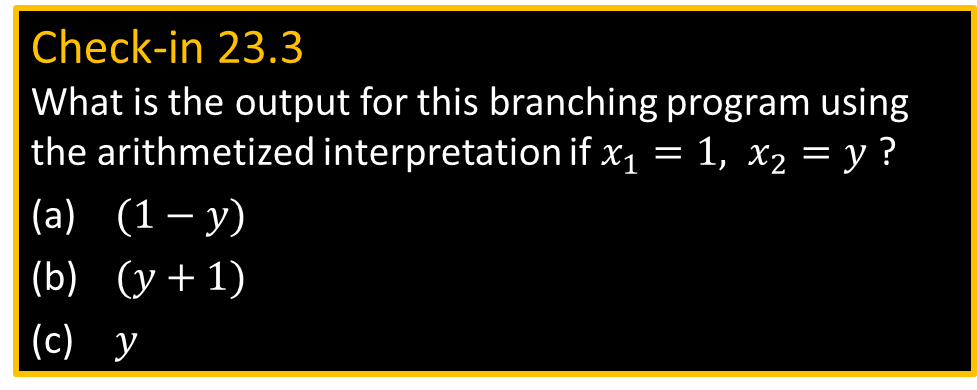 Check-in 23.3
What is the output for this branching program using
the arithmetized interpretation if 𝑥₁ = 1, 𝑥₂ = 𝑦 ?
(a) (1 − 𝑦)
(b) (𝑦 + 1)
(c) 𝑦